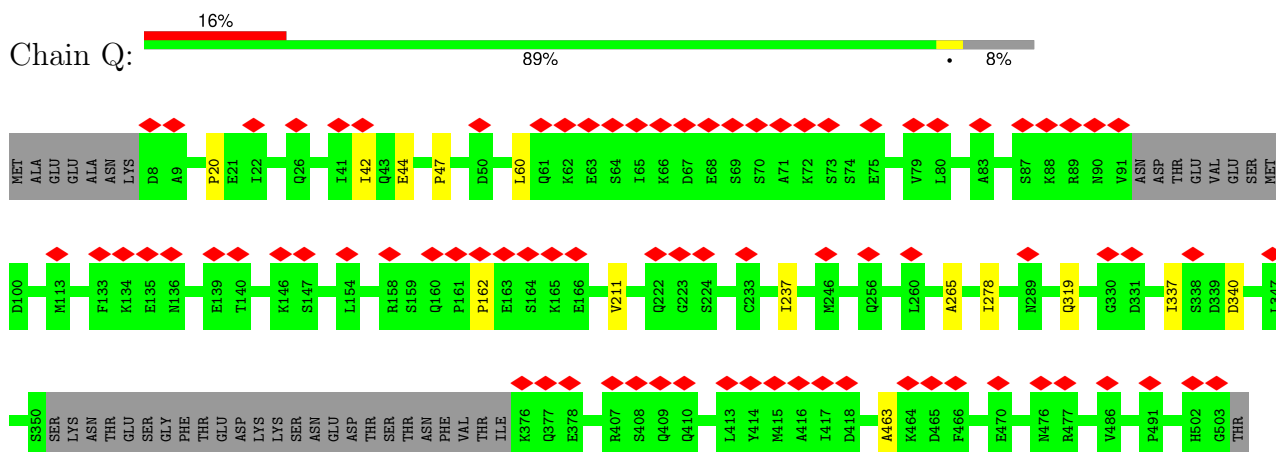 16%
Chain Q:
89%
•
8%
MET ALA GLU GLU ALA ASN LYS D8 A9 P20 E21 I22 Q26 I41 I42 Q43 E44 P47 D50 L60 Q61 K62 E63 S64 I65 K66 D67 E68 S69 S70 A71 K72 S73 S74 E75 V79 L80 A83 S87 K88 R89 N90 V91 ASN ASP THR GLU VAL GLU SER MET
D100 M113 F133 K134 E135 N136 E139 T140 K146 S147 L154 R158 S159 Q160 P161 P162 E163 S164 K165 E166 V211 Q222 G223 S224 C233 I237 M246 Q256 L260 A265 I278 N289 Q319 G330 D331 I337 S338 D339 D340 L347
S350 SER LYS ASN THR GLU SER GLY PHE THR GLU ASP LYS LYS SER ASN GLU ASP THR SER THR ASN PHE VAL THR ILE K376 Q377 E378 R407 S408 Q409 Q410 L413 Y414 M415 A416 I417 D418 A463 K464 D465 F466 E470 N476 R477 V486 P491 H502 G503 THR